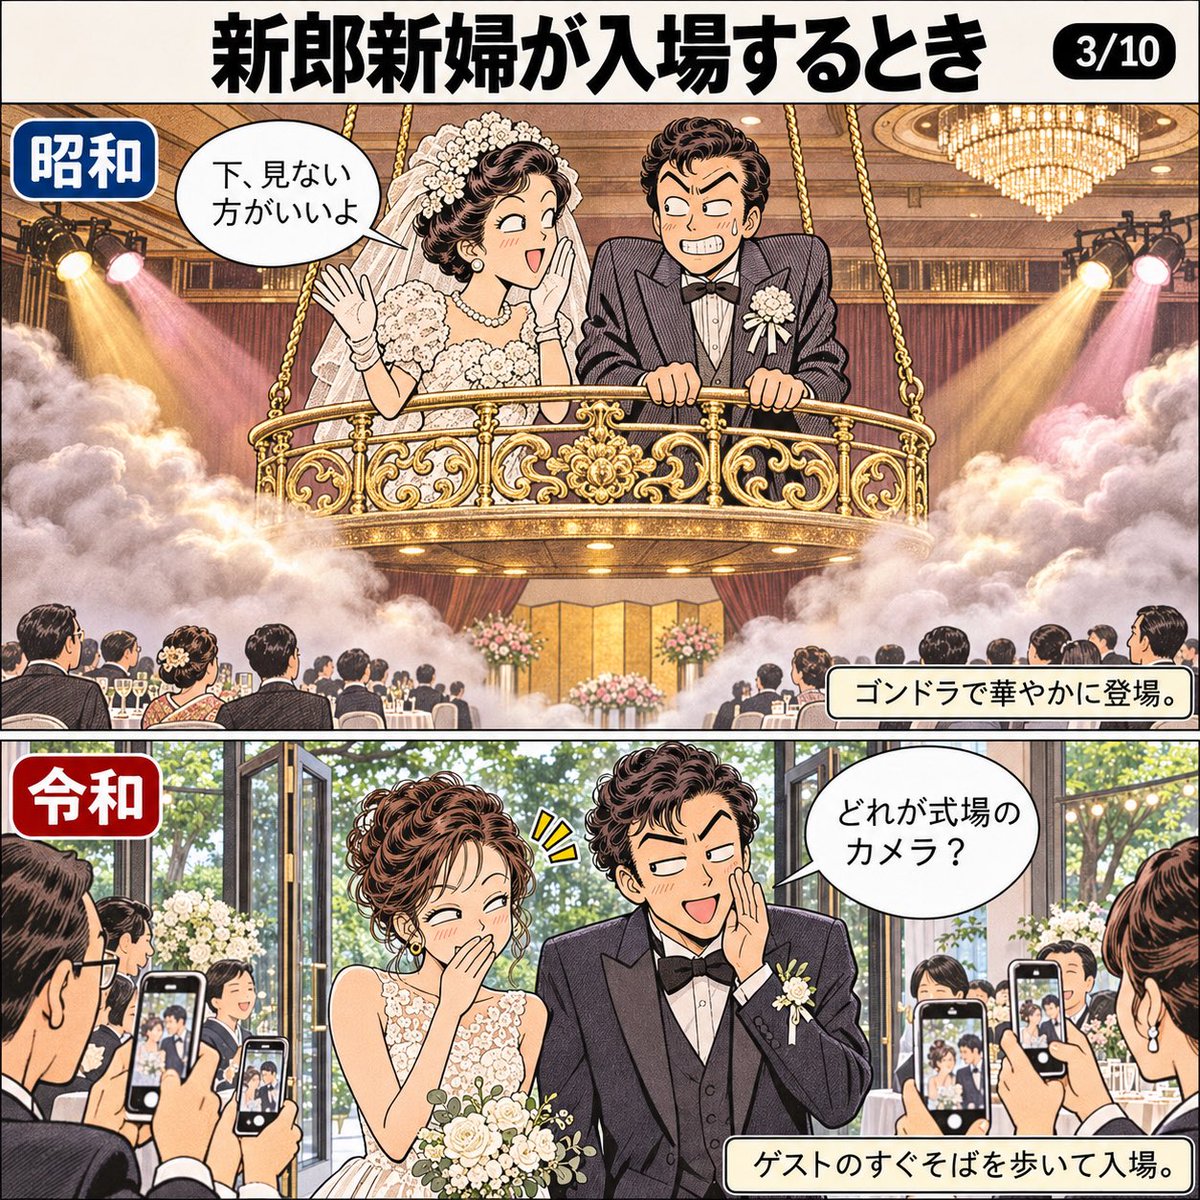 新郎新婦が入場するとき
3/10
昭和
下、見ない
方がいいよ
ゴンドラで華やかに登場。
令和
どれが式場の
カメラ？
ゲストのすぐそばを歩いて入場。